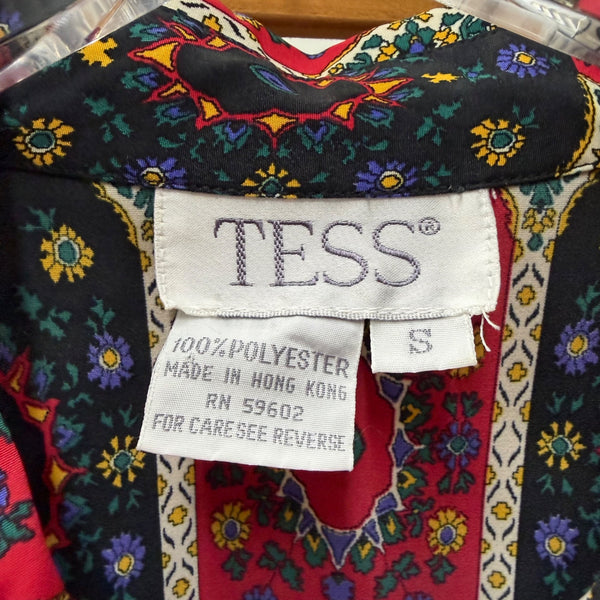 TESS®
S
100% POLYESTER
MADE IN HONG KONG
RN 59602
FOR CARE SEE REVERSE